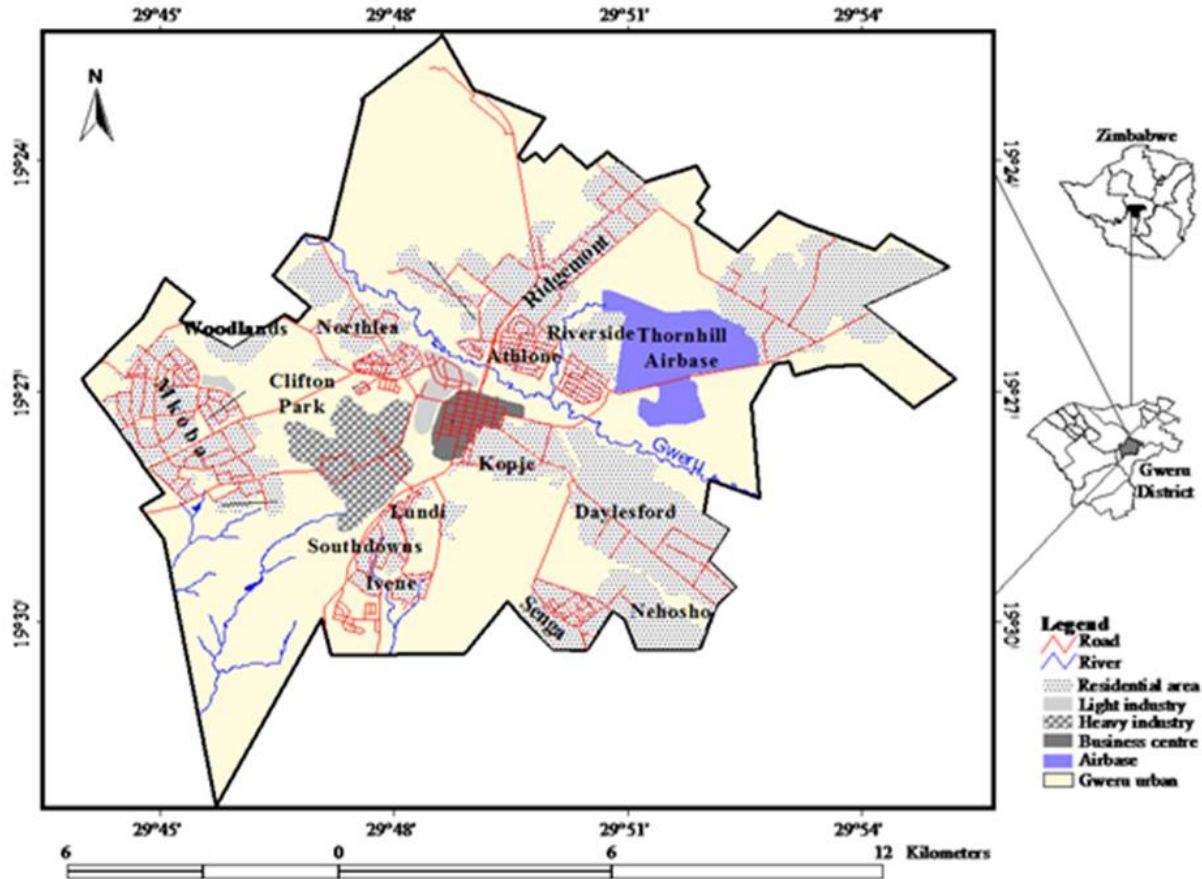 29°45'
29°48'
29°51'
29°54'
N
19°24'
19°24'
Zimbabwe
Ridgemont
Woodlands
Northlea
Riverside
Thornhill
Airbase
Athlone
Clifton
Park
Mkoba
19°27'
19°27'
Kopje
Gweru
Gweru
District
Lundi
Daylesford
Southdowns
Ivene
Senga
Nehosho
19°30'
19°30'
Legend
Road
River
Residential area
Light industry
Heavy industry
Business centre
Airbase
Gweru urban
29°45'
29°48'
29°51'
29°54'
6
0
6
12
Kilometers